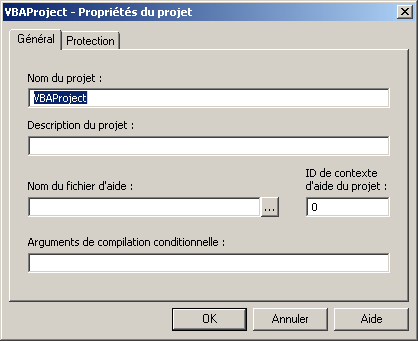 VBAProject - Propriétés du projet
Général Protection
Nom du projet :
VBAProject
Description du projet :
Nom du fichier d'aide :
ID de contexte
d'aide du projet :
...
0
Arguments de compilation conditionnelle :
OK Annuler Aide